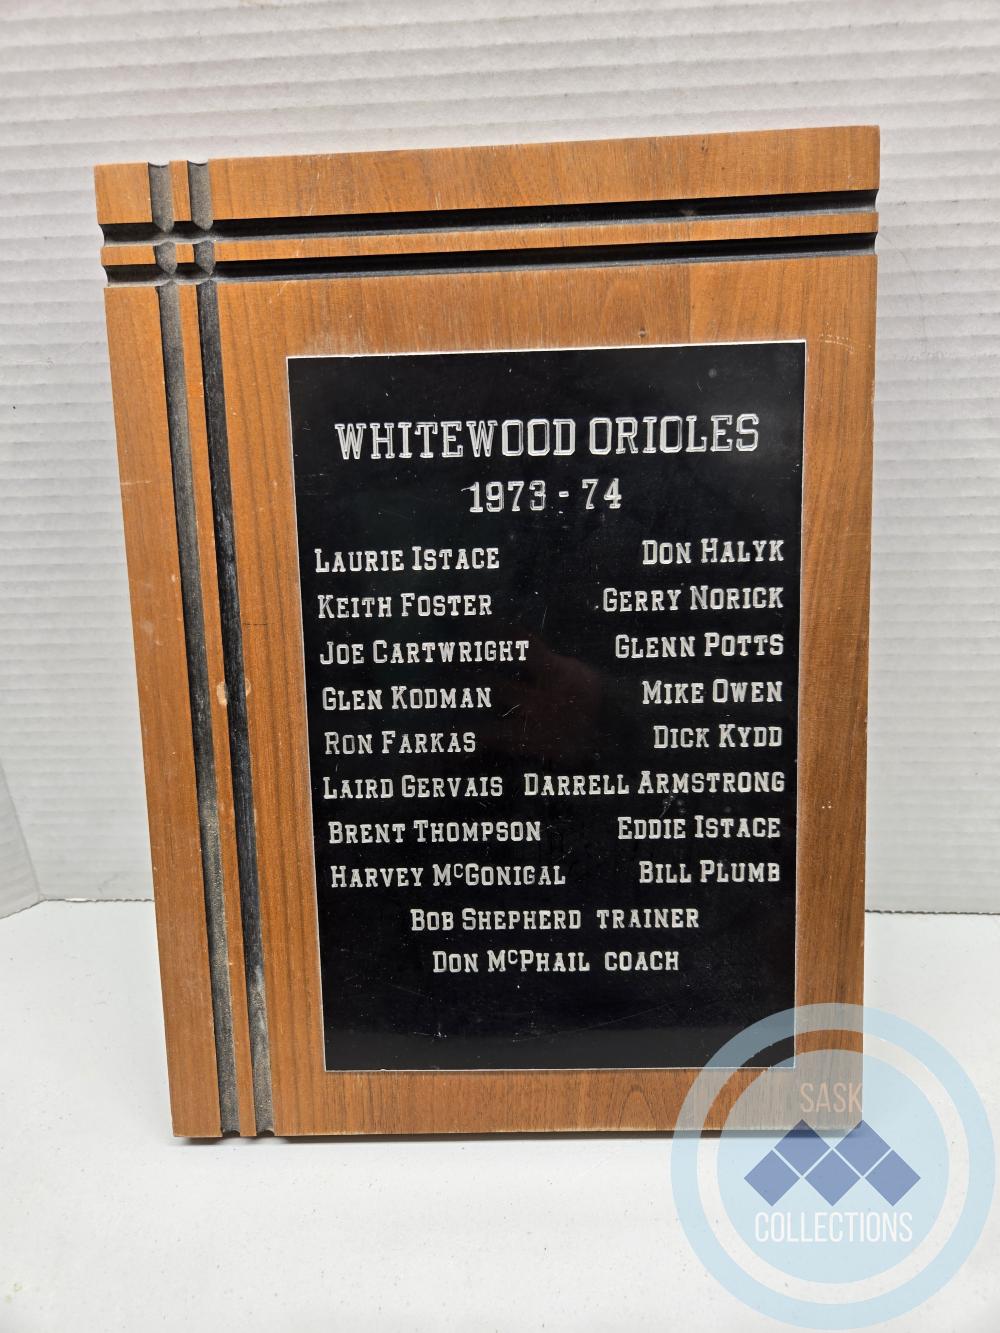 WHITEWOOD ORIOLES
1973 - 74
LAURIE ISTACE DON HALYK
KEITH FOSTER GERRY NORICK
JOE CARTWRIGHT GLENN POTTS
GLEN KODMAN MIKE OWEN
RON FARKAS DICK KYDD
LAIRD GERVAIS DARRELL ARMSTRONG
BRENT THOMPSON EDDIE ISTACE
HARVEY McGONIGAL BILL PLUMB
BOB SHEPHERD TRAINER
DON McPHAIL COACH
SASK
COLLECTIONS